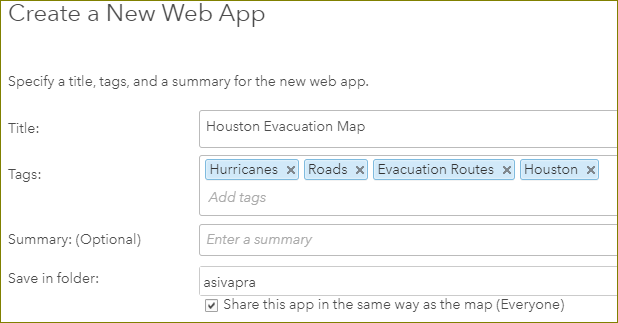 Create a New Web App
Specify a title, tags, and a summary for the new web app.
Title: Houston Evacuation Map
Tags: Hurricanes × Roads × Evacuation Routes × Houston ×
Add tags
Summary: (Optional) Enter a summary
Save in folder: asivapra
Share this app in the same way as the map (Everyone)